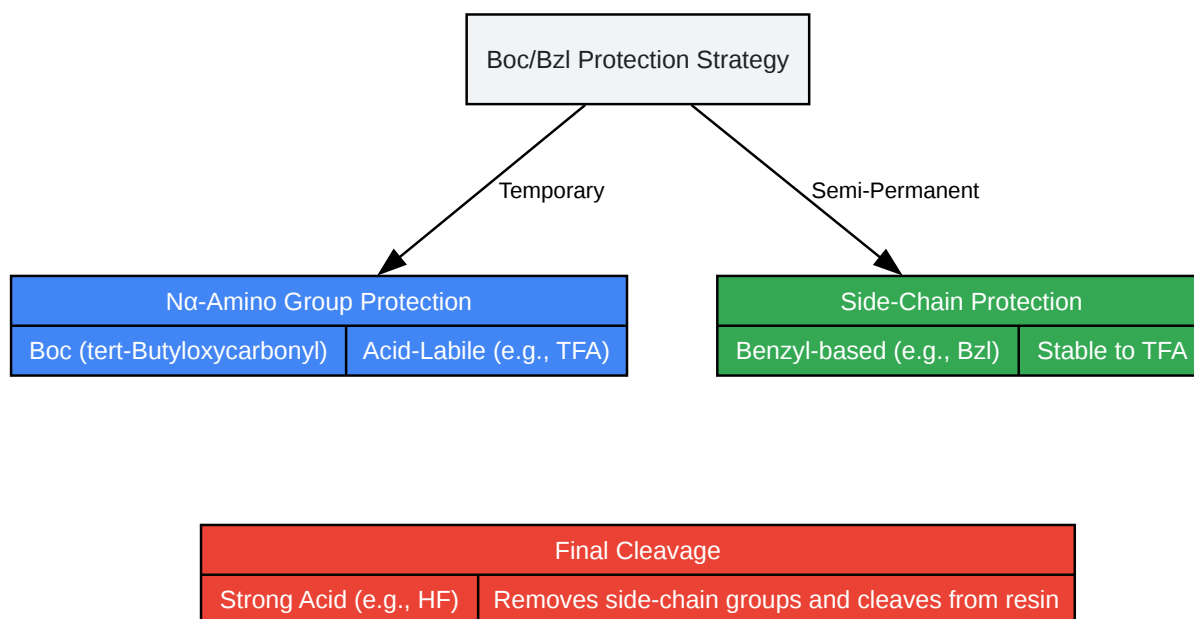 Boc/Bzl Protection Strategy
Temporary
Semi-Permanent
Nα-Amino Group Protection
Boc (tert-Butyloxycarbonyl)
Acid-Labile (e.g., TFA)
Side-Chain Protection
Benzyl-based (e.g., Bzl)
Stable to TFA
Final Cleavage
Strong Acid (e.g., HF)
Removes side-chain groups and cleaves from resin